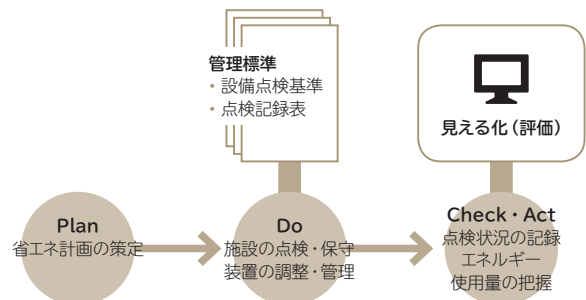 管理標準
・設備点検基準
・点検記録表
見える化（評価）
Plan
省エネ計画の策定
Do
施設の点検・保守
装置の調整・管理
Check・Act
点検状況の記録
エネルギー
使用量の把握